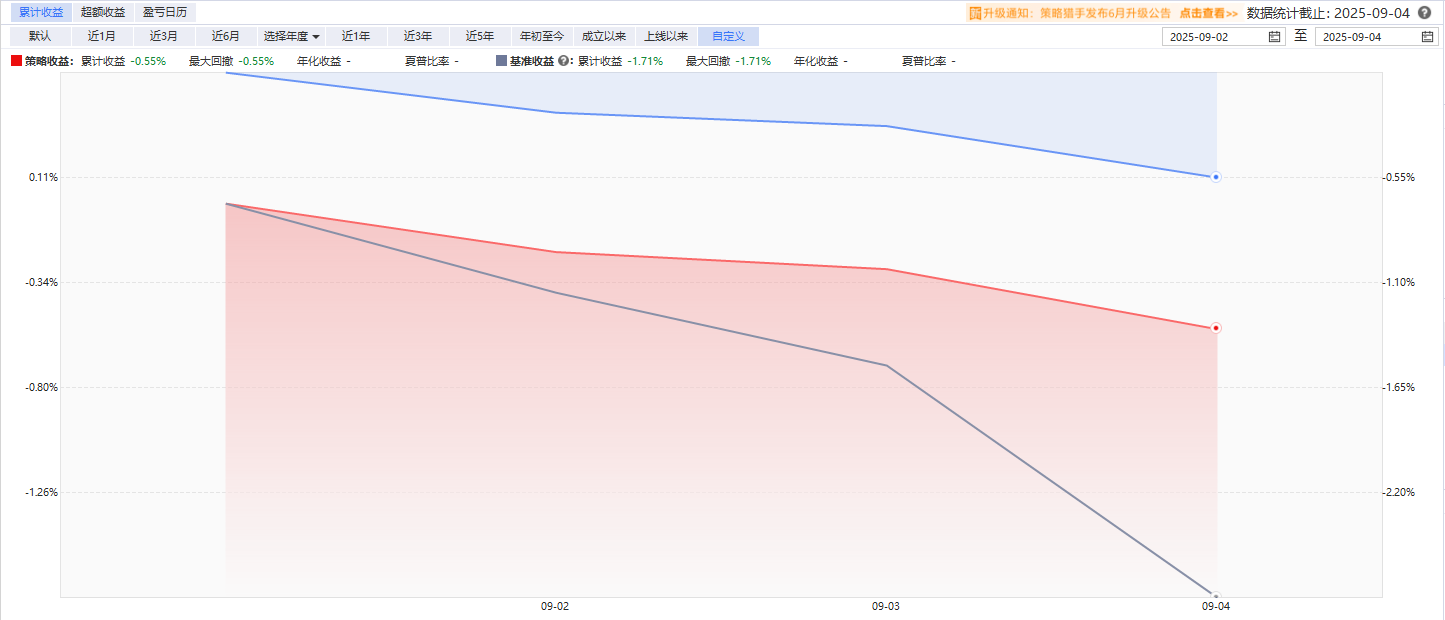 累计收益 超额收益 盈亏日历 升级通知：策略猎手发布6月升级公告 点击查看>> 数据统计截止: 2025-09-04 ?
默认 近1月 近3月 近6月 选择年度 近1年 近3年 近5年 年初至今 成立以来 上线以来 自定义 2025-09-02 至 2025-09-04
策略收益: 累计收益 -0.55% 最大回撤 -0.55% 年化收益 - 夏普比率 - 基准收益 ?: 累计收益 -1.71% 最大回撤 -1.71% 年化收益 - 夏普比率 -
0.11% -0.55%
-0.34% -1.10%
-0.80% -1.65%
-1.26% -2.20%
09-02 09-03 09-04